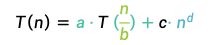 T(n) = a · T (n/b) + c · n^d